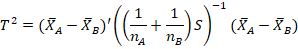 T² = (X̄_A − X̄_B)′((1/n_A + 1/n_B)S)⁻¹ (X̄_A − X̄_B)